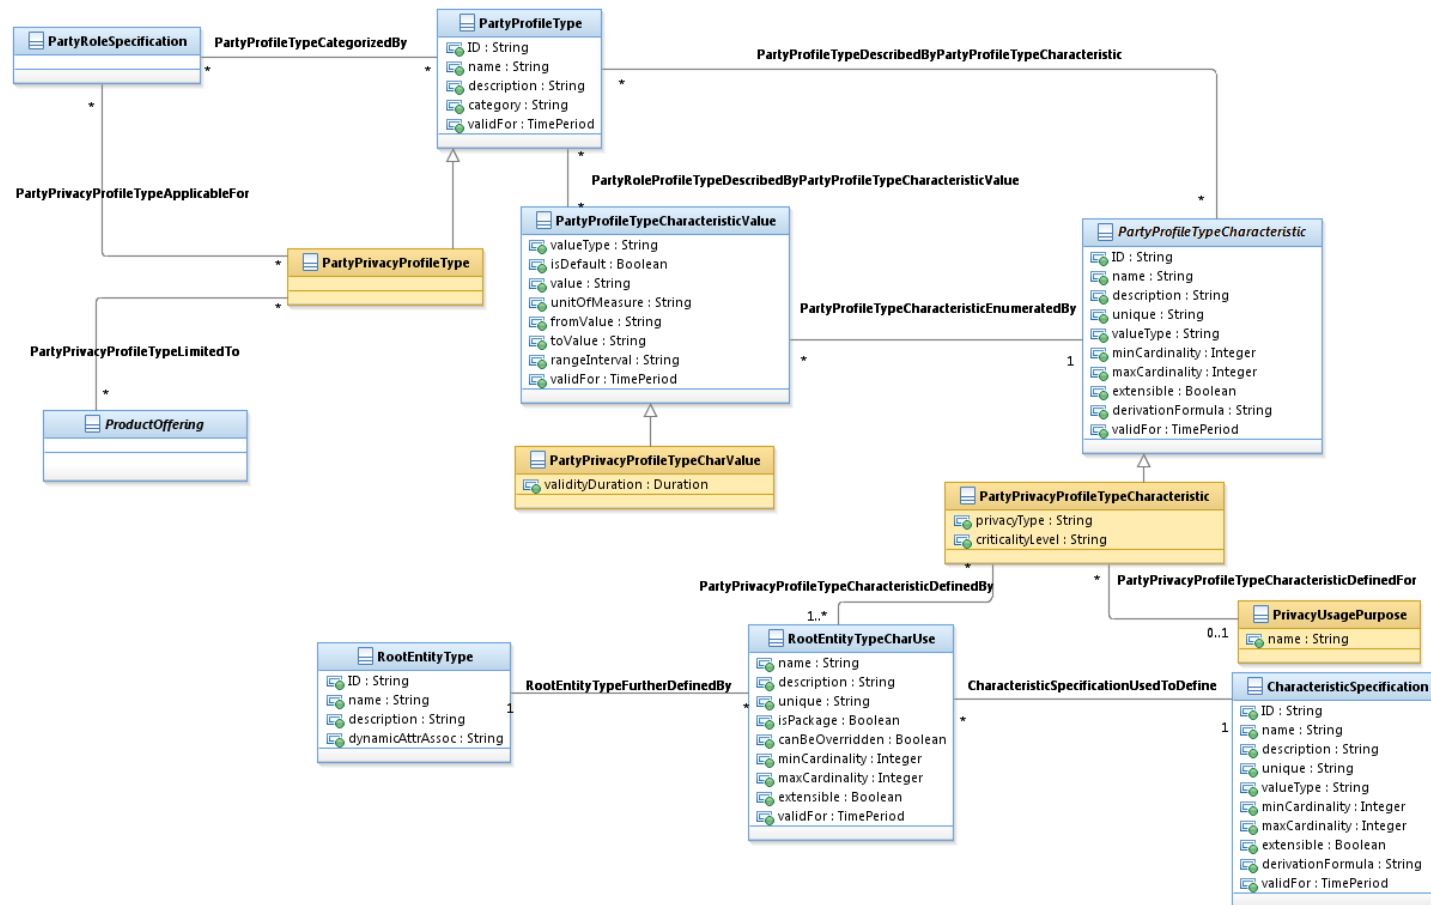 PartyRoleSpecification
PartyProfileTypeCategorizedBy
*
*
PartyProfileType
ID : String
name : String
description : String
category : String
validFor : TimePeriod
PartyProfileTypeDescribedByPartyProfileTypeCharacteristic
*
*
*
PartyPrivacyProfileTypeApplicableFor
*
*
PartyRoleProfileTypeDescribedByPartyProfileTypeCharacteristicValue
*
PartyPrivacyProfileType
*
PartyPrivacyProfileTypeLimitedTo
*
ProductOffering
PartyProfileTypeCharacteristicValue
valueType : String
isDefault : Boolean
value : String
unitOfMeasure : String
fromValue : String
toValue : String
rangeInterval : String
validFor : TimePeriod
PartyProfileTypeCharacteristicEnumeratedBy
*
1
PartyProfileTypeCharacteristic
ID : String
name : String
description : String
unique : String
valueType : String
minCardinality : Integer
maxCardinality : Integer
extensible : Boolean
derivationFormula : String
validFor : TimePeriod
PartyPrivacyProfileTypeCharValue
validityDuration : Duration
PartyPrivacyProfileTypeCharacteristic
privacyType : String
criticalityLevel : String
*
PartyPrivacyProfileTypeCharacteristicDefinedBy
1..*
*
PartyPrivacyProfileTypeCharacteristicDefinedFor
0..1
PrivacyUsagePurpose
name : String
RootEntityType
ID : String
name : String
description : String
dynamicAttrAssoc : String
RootEntityTypeFurtherDefinedBy
1
*
RootEntityTypeCharUse
name : String
description : String
unique : String
isPackage : Boolean
canBeOverridden : Boolean
minCardinality : Integer
maxCardinality : Integer
extensible : Boolean
validFor : TimePeriod
CharacteristicSpecificationUsedToDefine
*
1
CharacteristicSpecification
ID : String
name : String
description : String
unique : String
valueType : String
minCardinality : Integer
maxCardinality : Integer
extensible : Boolean
derivationFormula : String
validFor : TimePeriod